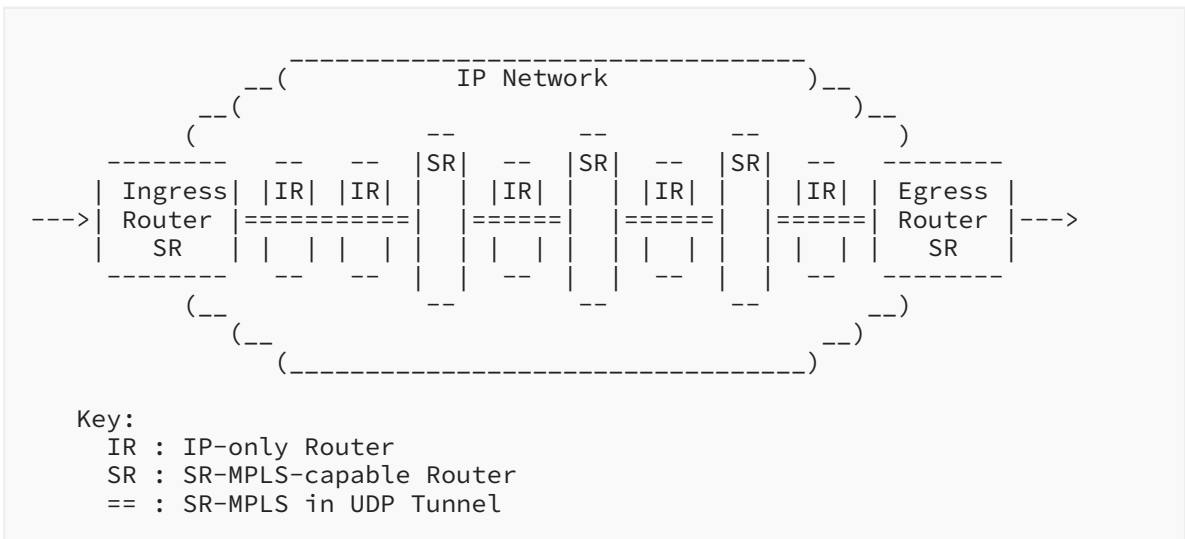 IP Network
SR SR SR
Ingress IR IR IR IR IR Egress
Router Router
SR SR
Key:
IR : IP-only Router
SR : SR-MPLS-capable Router
== : SR-MPLS in UDP Tunnel